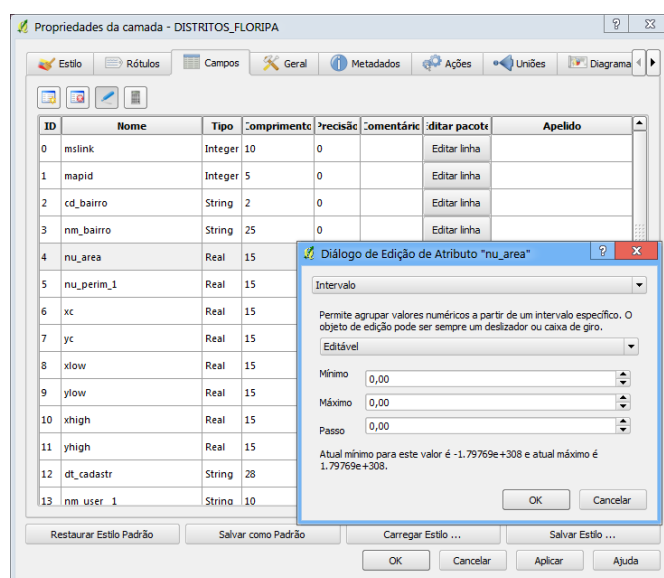 Propriedades da camada - DISTRITOS_FLORIPA
Estilo Rótulos Campos Geral Metadados Ações Uniões Diagrama
ID Nome Tipo Comprimento Precisão Comentário Editar pacote Apelido
0 mslink Integer 10 0 Editar linha
1 mapid Integer 5 0 Editar linha
2 cd_bairro String 2 0 Editar linha
3 nm_bairro String 25 0 Editar linha
4 nu_area Real 15
5 nu_perim_1 Real 15
6 xc Real 15
7 yc Real 15
8 xlow Real 15
9 ylow Real 15
10 xhigh Real 15
11 yhigh Real 15
12 dt_cadastr String 28
13 nm_user_1 String 10
Diálogo de Edição de Atributo "nu_area"
Intervalo
Permite agrupar valores numéricos a partir de um intervalo específico. O
objeto de edição pode ser sempre um deslizador ou caixa de giro.
Editável
Mínimo 0,00
Máximo 0,00
Passo 0,00
Atual mínimo para este valor é -1.79769e+308 e atual máximo é
1.79769e+308.
OK Cancelar
Restaurar Estilo Padrão Salvar como Padrão Carregar Estilo ... Salvar Estilo ...
OK Cancelar Aplicar Ajuda